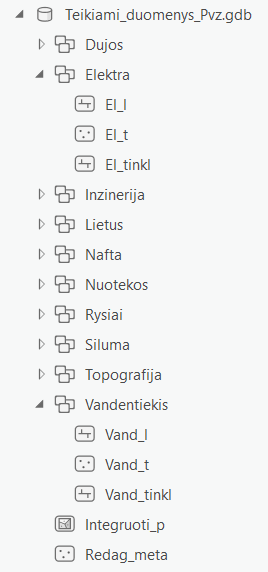 Teikiami_duomenys_Pvz.gdb
Dujos
Elektra
El_l
El_t
El_tinkl
Inzinerija
Lietus
Nafta
Nuotekos
Rysiai
Siluma
Topografija
Vandentiekis
Vand_l
Vand_t
Vand_tinkl
Integruoti_p
Redag_meta